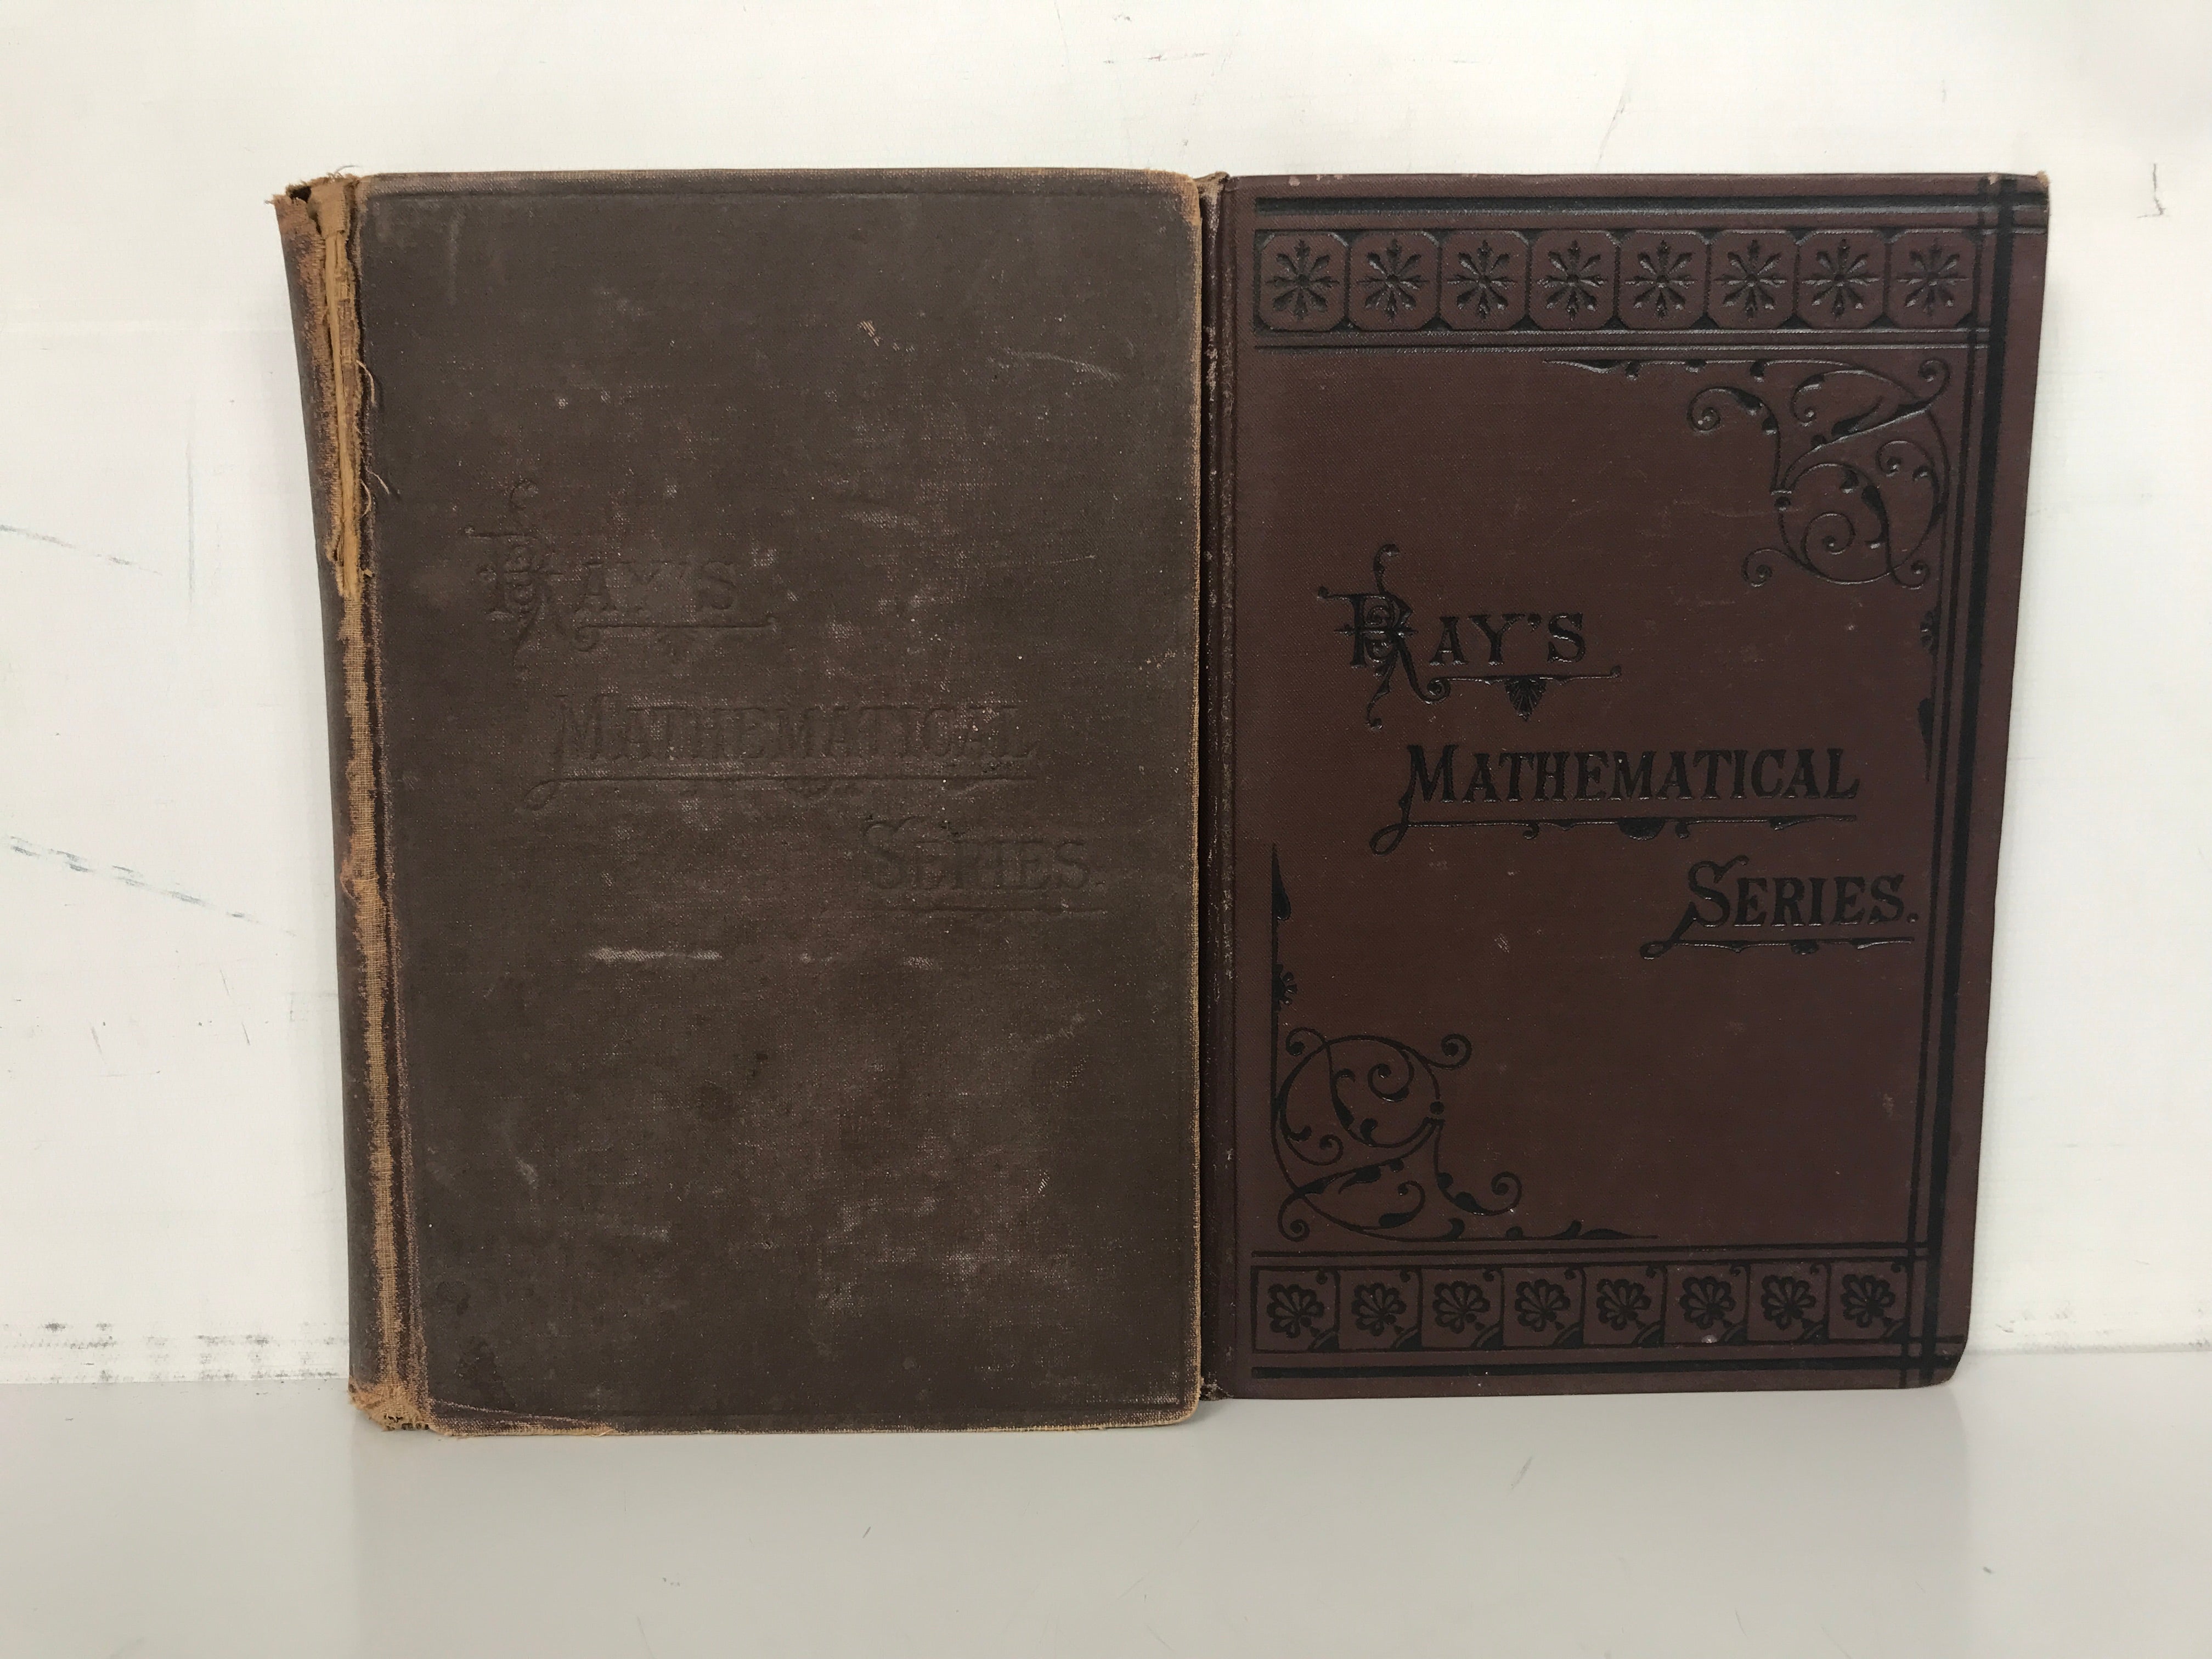 RAY'S
MATHEMATICAL
SERIES.
RAY'S
MATHEMATICAL
SERIES.